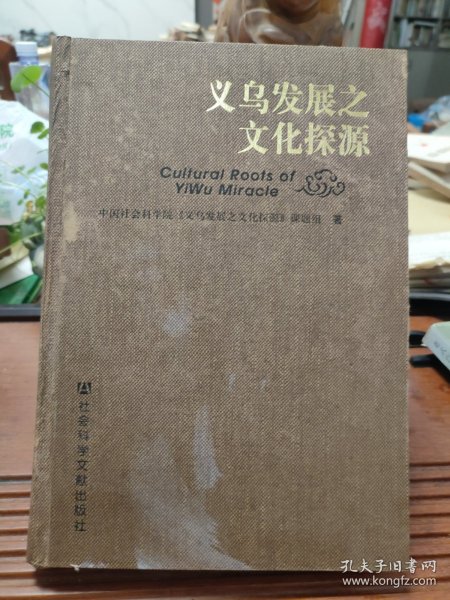 义乌发展之
文化探源
Cultural Roots of
YiWu Miracle
中国社会科学院《义乌发展之文化探源》课题组 著
社会科学文献出版社
孔夫子旧书网
www.kongfz.com